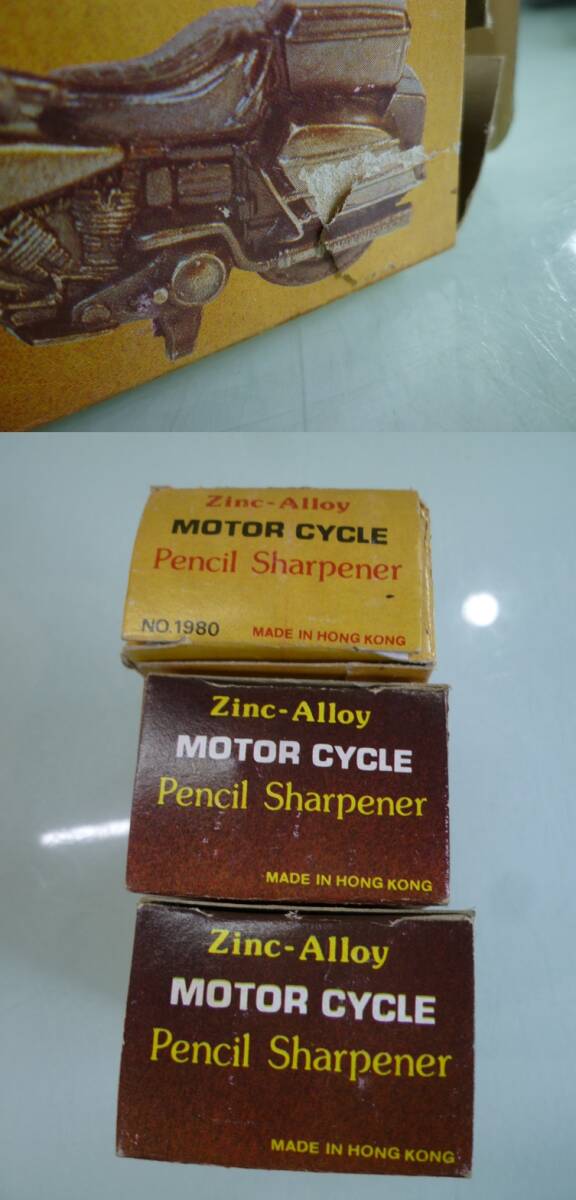 Zinc-Alloy
MOTOR CYCLE
Pencil Sharpener
NO.1980 MADE IN HONG KONG
Zinc-Alloy
MOTOR CYCLE
Pencil Sharpener
MADE IN HONG KONG
Zinc-Alloy
MOTOR CYCLE
Pencil Sharpener
MADE IN HONG KONG